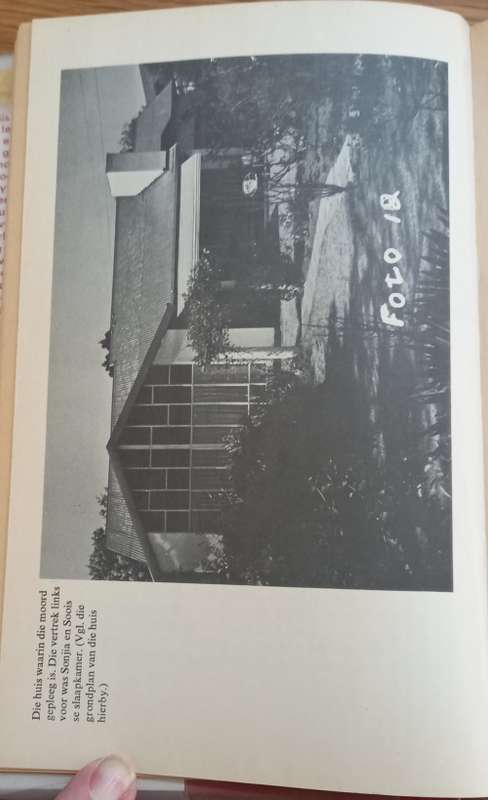 Die huis waarin die moord
gepleeg is. Die vertrek links
voor was Sonjia en Soois
se slaapkamer. (Vgl. die
grondplan van die huis
hierby.)
Foto 12